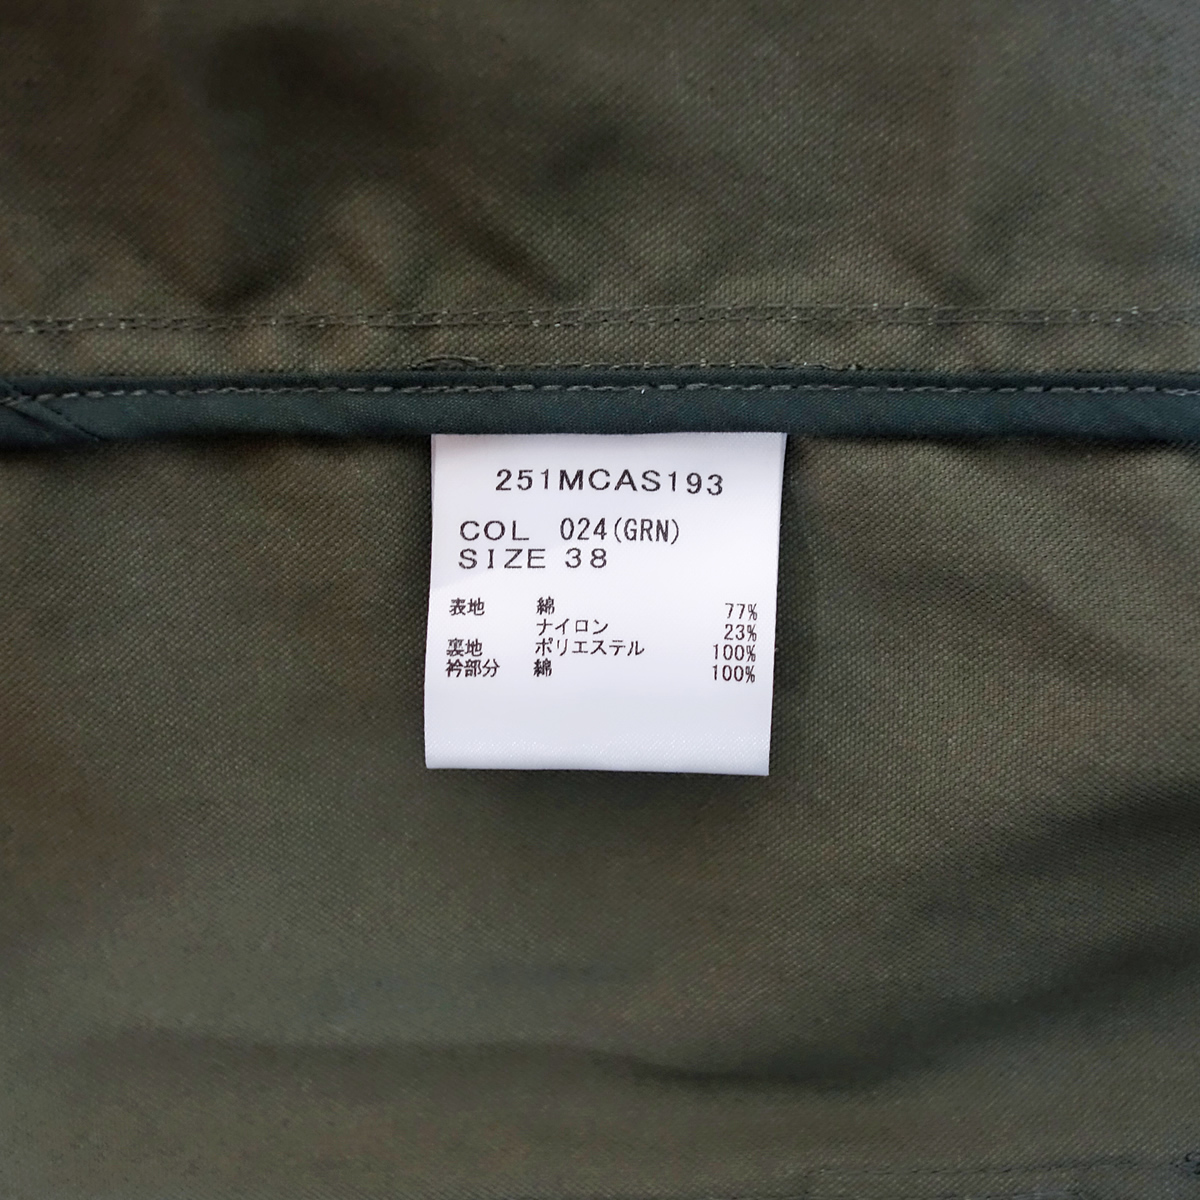 251MCAS193
COL 024(GRN)
SIZE 38
表地 綿 77%
ナイロン 23%
裏地 ポリエステル 100%
衿部分 綿 100%